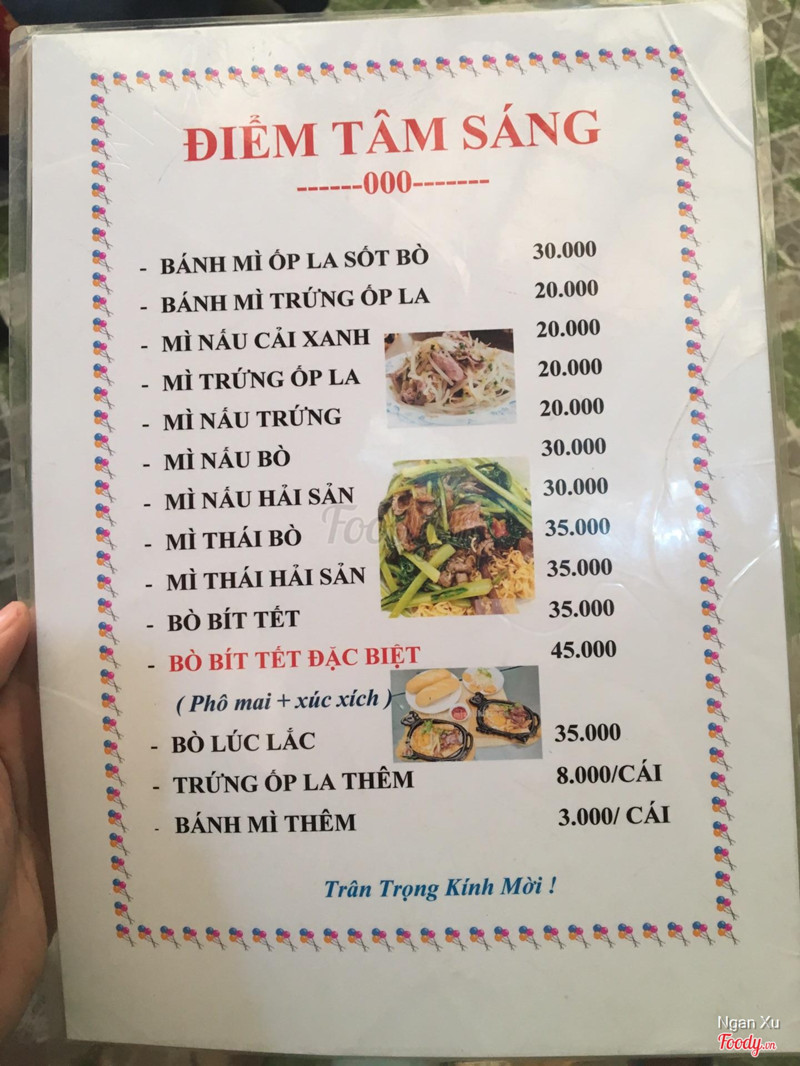 ĐIỂM TÂM SÁNG
------000-------
- BÁNH MÌ ỐP LA SỐT BÒ 30.000
- BÁNH MÌ TRỨNG ỐP LA 20.000
- MÌ NẤU CẢI XANH 20.000
- MÌ TRỨNG ỐP LA 20.000
- MÌ NẤU TRỨNG 20.000
- MÌ NẤU BÒ 30.000
- MÌ NẤU HẢI SẢN 30.000
- MÌ THÁI BÒ 35.000
- MÌ THÁI HẢI SẢN 35.000
- BÒ BÍT TẾT 35.000
- BÒ BÍT TẾT ĐẶC BIỆT 45.000
( Phô mai + xúc xích )
- BÒ LÚC LẮC 35.000
- TRỨNG ỐP LA THÊM 8.000/CÁI
- BÁNH MÌ THÊM 3.000/ CÁI
Trân Trọng Kính Mời !
Ngan Xu
Foody.vn